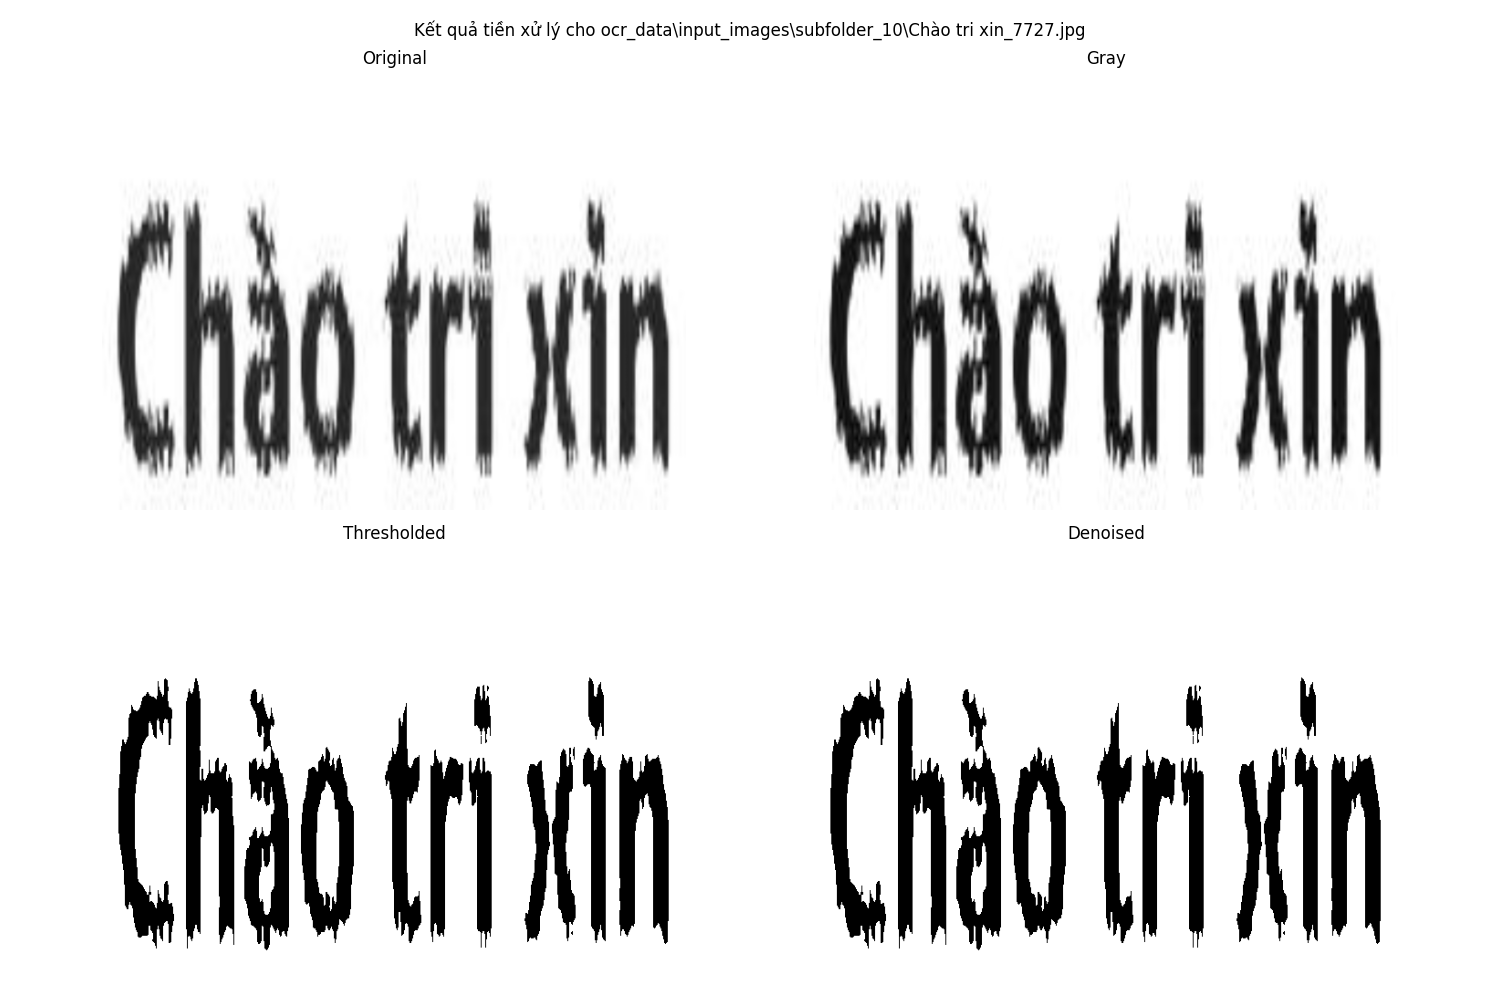 Kết quả tiền xử lý cho ocr_data\input_images\subfolder_10\Chào tri xin_7727.jpg
Original
Gray
Chào tri xin
Chào tri xin
Thresholded
Denoised
Chào tri xin
Chào tri xin